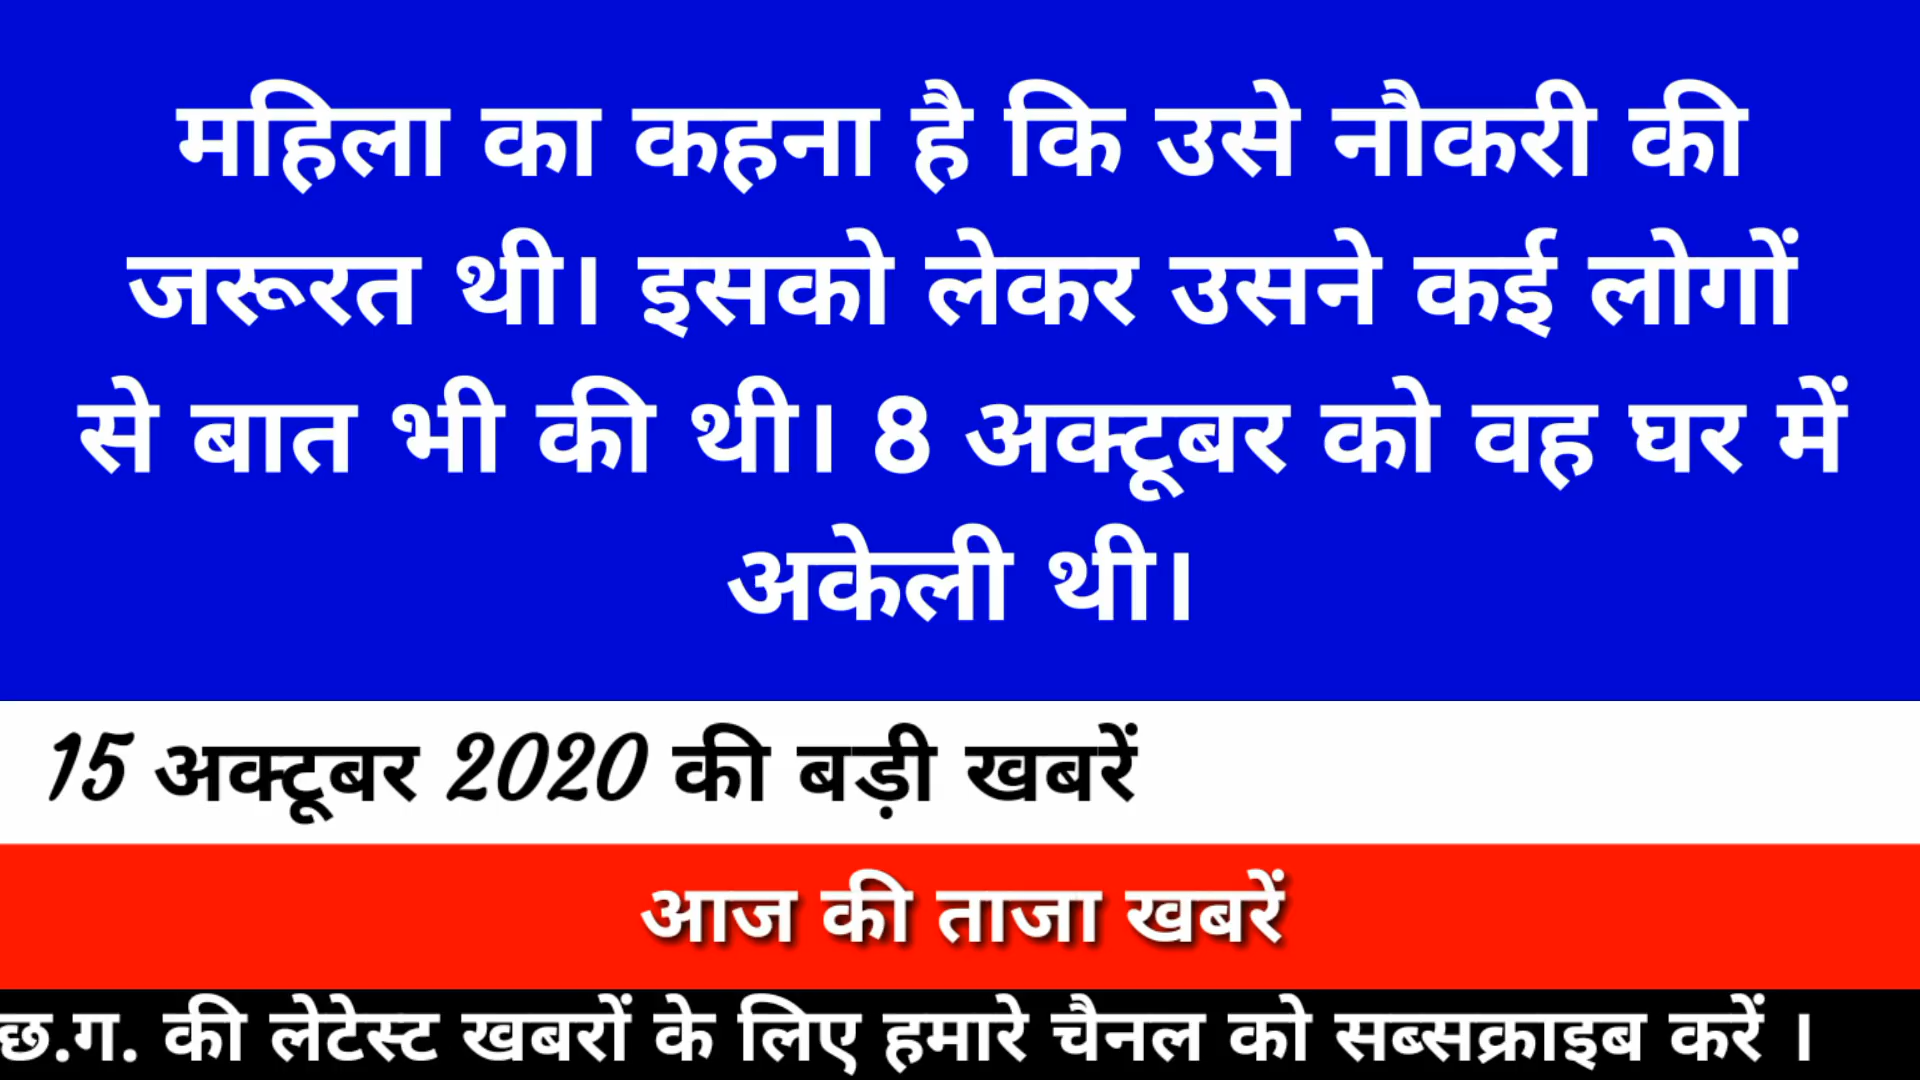 महिला का कहना है कि उसे नौकरी की
जरूरत थी। इसको लेकर उसने कई लोगों
से बात भी की थी। 8 अक्टूबर को वह घर में
अकेली थी।
15 अक्टूबर 2020 की बड़ी खबरें
आज की ताजा खबरें
छ.ग. की लेटेस्ट खबरों के लिए हमारे चैनल को सब्सक्राइब करें ।